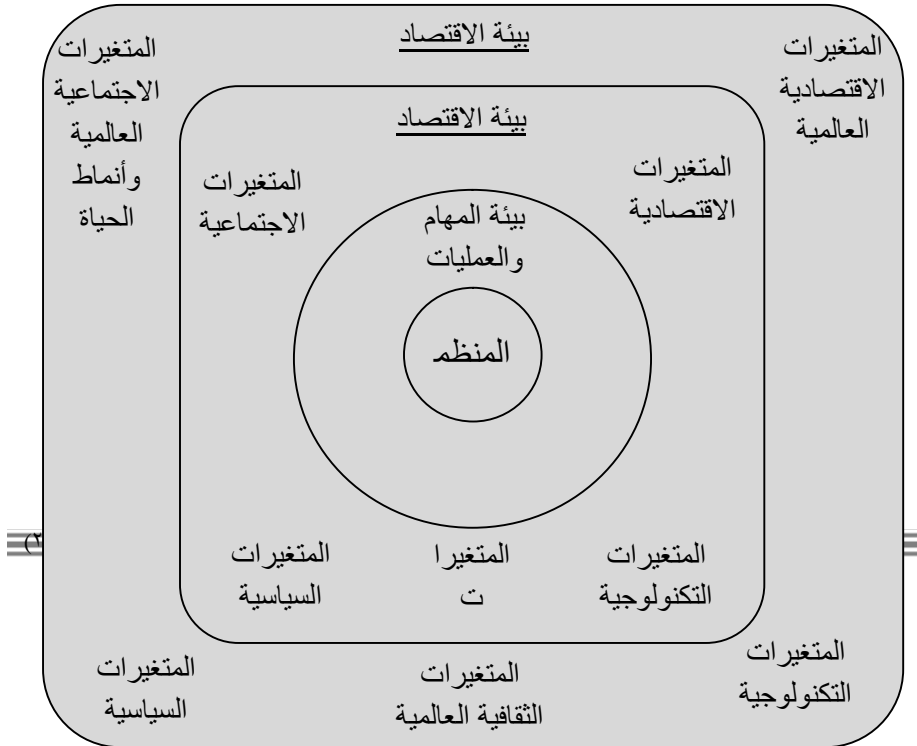 بيئة الاقتصاد
المتغيرات
الاقتصادية
العالمية
المتغيرات
الاجتماعية
العالمية
وأنماط
الحياة
بيئة الاقتصاد
المتغيرات
الاقتصادية
المتغيرات
الاجتماعية
بيئة المهام
والعمليات
المنظمـ
المتغيرات
التكنولوجية
المتغيرا
ت
المتغيرات
السياسية
المتغيرات
التكنولوجية
المتغيرات
الثقافية العالمية
المتغيرات
السياسية